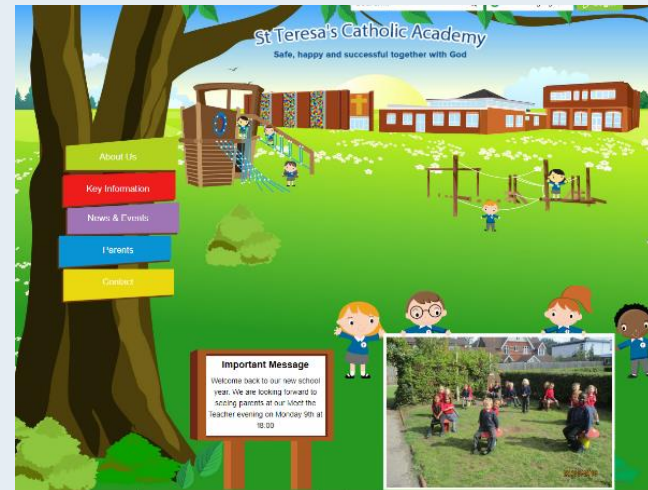 St Teresa's Catholic Academy
Safe, happy and successful together with God
About Us
Key Information
News & Events
Parents
Contact
Important Message
Welcome back to our new school
year. We are looking forward to
seeing parents at our Meet the
Teacher evening on Monday 9th at
18:00